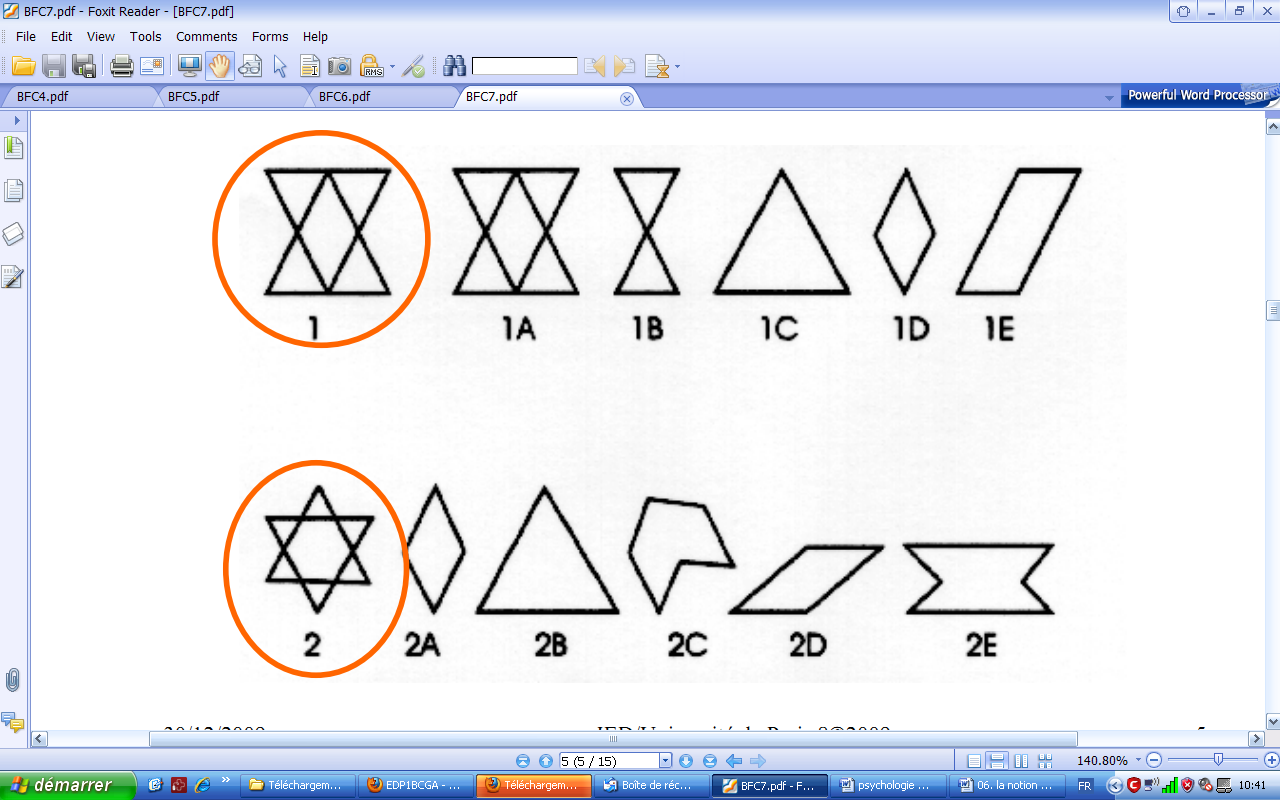 BFC7.pdf - Foxit Reader - [BFC7.pdf]
File Edit View Tools Comments Forms Help
RMS
BFC4.pdf BFC5.pdf BFC6.pdf BFC7.pdf Powerful Word Processor
1 1A 1B 1C 1D 1E
2 2A 2B 2C 2D 2E
5 (5 / 15) 140.80%
démarrer » Téléchargem... EDP1BCGA - ... Téléchargem... Boîte de réc... BFC7.pdf - F... psychologie ... 06. la notion ... FR 10:41